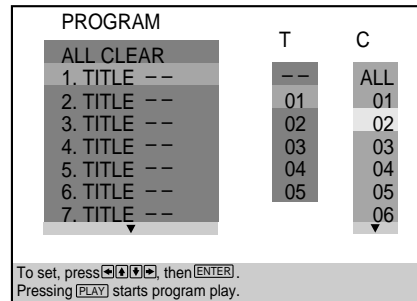 PROGRAM
T C
ALL CLEAR
1. TITLE – –
2. TITLE – –
3. TITLE – –
4. TITLE – –
5. TITLE – –
6. TITLE – –
7. TITLE – –
– –
01
02
03
04
05
ALL
01
02
03
04
05
06
To set, press ←↑↓→, then ENTER.
Pressing PLAY starts program play.